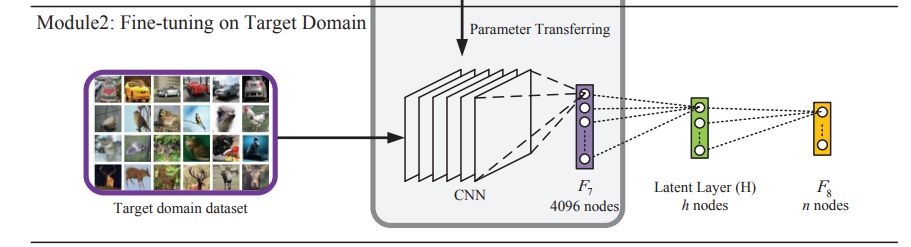 Module2: Fine-tuning on Target Domain
Parameter Transferring
CNN
F7
4096 nodes
Latent Layer (H)
h nodes
F8
n nodes
Target domain dataset